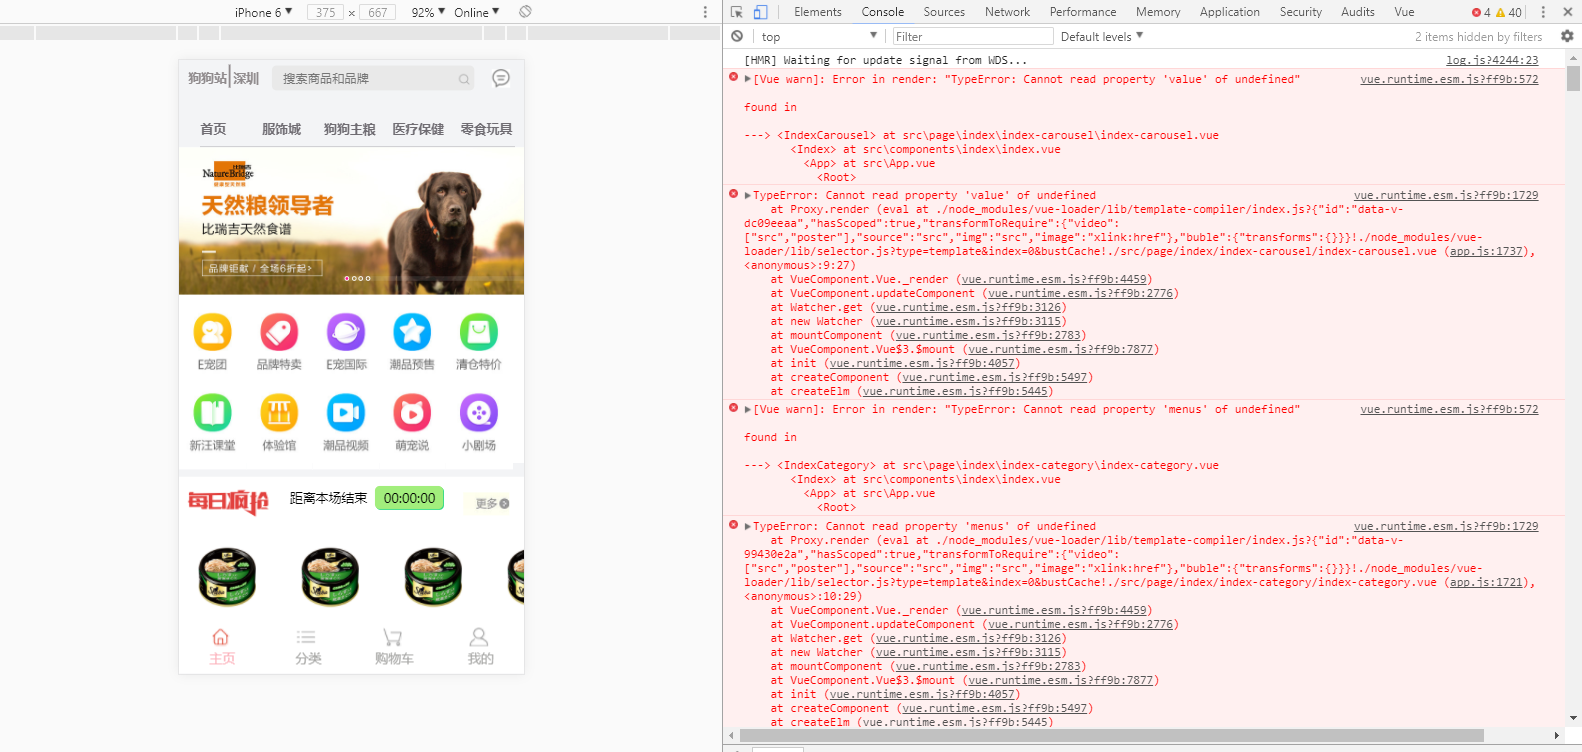 iPhone 6 ▼ 375 × 667 92% ▼ Online ▼
狗狗站 深圳 搜索商品和品牌
首页 服饰城 狗狗主粮 医疗保健 零食玩具
比瑞吉
NatureBridge
天然粮领导者
比瑞吉天然食谱
品牌钜献 / 全场6折起>
E宠团 品牌特卖 E宠国际 潮品预售 清仓特价
新汪课堂 体验馆 潮品视频 萌宠说 小剧场
每日疯抢 距离本场结束 00:00:00 更多
主页 分类 购物车 我的
Elements Console Sources Network Performance Memory Application Security Audits Vue 4 40
top ▼ Filter Default levels ▼ 2 items hidden by filters
[HMR] Waiting for update signal from WDS... log.js?4244:23
▶[Vue warn]: Error in render: "TypeError: Cannot read property 'value' of undefined" vue.runtime.esm.js?ff9b:572
found in
---> <IndexCarousel> at src\page\index\index-carousel\index-carousel.vue
<Index> at src\components\index\index.vue
<App> at src\App.vue
<Root>
▶TypeError: Cannot read property 'value' of undefined vue.runtime.esm.js?ff9b:1729
at Proxy.render (eval at ./node_modules/vue-loader/lib/template-compiler/index.js?{"id":"data-v-
dc09eeaa","hasScoped":true,"transformToRequire":{"video":
["src","poster"],"source":"src","img":"src","image":"xlink:href"},"buble":{"transforms":{}}}!./node_modules/vue-
loader/lib/selector.js?type=template&index=0&bustCache!./src/page/index/index-carousel/index-carousel.vue (app.js:1737),
<anonymous>:9:27)
at VueComponent.Vue._render (vue.runtime.esm.js?ff9b:4459)
at VueComponent.updateComponent (vue.runtime.esm.js?ff9b:2776)
at Watcher.get (vue.runtime.esm.js?ff9b:3126)
at new Watcher (vue.runtime.esm.js?ff9b:3115)
at mountComponent (vue.runtime.esm.js?ff9b:2783)
at VueComponent.Vue$3.$mount (vue.runtime.esm.js?ff9b:7877)
at init (vue.runtime.esm.js?ff9b:4057)
at createComponent (vue.runtime.esm.js?ff9b:5497)
at createElm (vue.runtime.esm.js?ff9b:5445)
▶[Vue warn]: Error in render: "TypeError: Cannot read property 'menus' of undefined" vue.runtime.esm.js?ff9b:572
found in
---> <IndexCategory> at src\page\index\index-category\index-category.vue
<Index> at src\components\index\index.vue
<App> at src\App.vue
<Root>
▶TypeError: Cannot read property 'menus' of undefined vue.runtime.esm.js?ff9b:1729
at Proxy.render (eval at ./node_modules/vue-loader/lib/template-compiler/index.js?{"id":"data-v-
99430e2a","hasScoped":true,"transformToRequire":{"video":
["src","poster"],"source":"src","img":"src","image":"xlink:href"},"buble":{"transforms":{}}}!./node_modules/vue-
loader/lib/selector.js?type=template&index=0&bustCache!./src/page/index/index-category/index-category.vue (app.js:1721),
<anonymous>:10:29)
at VueComponent.Vue._render (vue.runtime.esm.js?ff9b:4459)
at VueComponent.updateComponent (vue.runtime.esm.js?ff9b:2776)
at Watcher.get (vue.runtime.esm.js?ff9b:3126)
at new Watcher (vue.runtime.esm.js?ff9b:3115)
at mountComponent (vue.runtime.esm.js?ff9b:2783)
at VueComponent.Vue$3.$mount (vue.runtime.esm.js?ff9b:7877)
at init (vue.runtime.esm.js?ff9b:4057)
at createComponent (vue.runtime.esm.js?ff9b:5497)
at createElm (vue.runtime.esm.js?ff9b:5445)